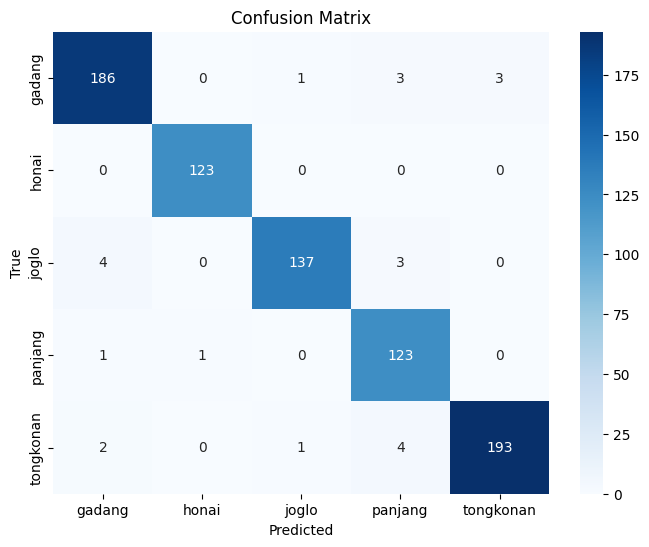 Confusion Matrix
True
gadang 186 0 1 3 3
honai 0 123 0 0 0
joglo 4 0 137 3 0
panjang 1 1 0 123 0
tongkonan 2 0 1 4 193
gadang honai joglo panjang tongkonan
Predicted
175
150
125
100
75
50
25
0